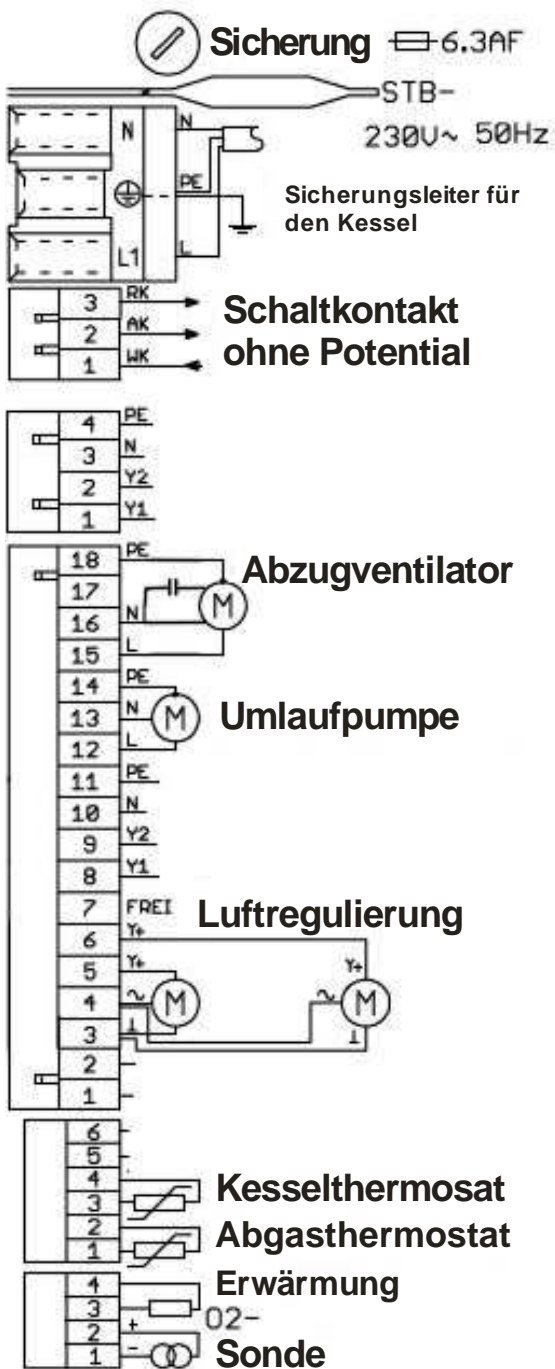 Sicherung 6.3AF
STB-
230V~ 50Hz
N N
PE
Sicherungsleiter für
den Kessel
L1 L
3 RK
2 AK
1 WK
Schaltkontakt
ohne Potential
4 PE
3 N
2 Y2
1 Y1
18 PE
Abzugventilator
17
M
16 N
15 L
14 PE
13 N M Umlaufpumpe
12 L
11 PE
10 N
9 Y2
8 Y1
7 FREI Luftregulierung
6 Y+
5 Y+ Y+
4 ~ M ~ M
3 ⊥ ⊥
2 -
1 -
6 -
5 -
4
3
Kesselthermosat
2
1
Abgasthermostat
4
Erwärmung
3
O2-
2 +
1 - Sonde